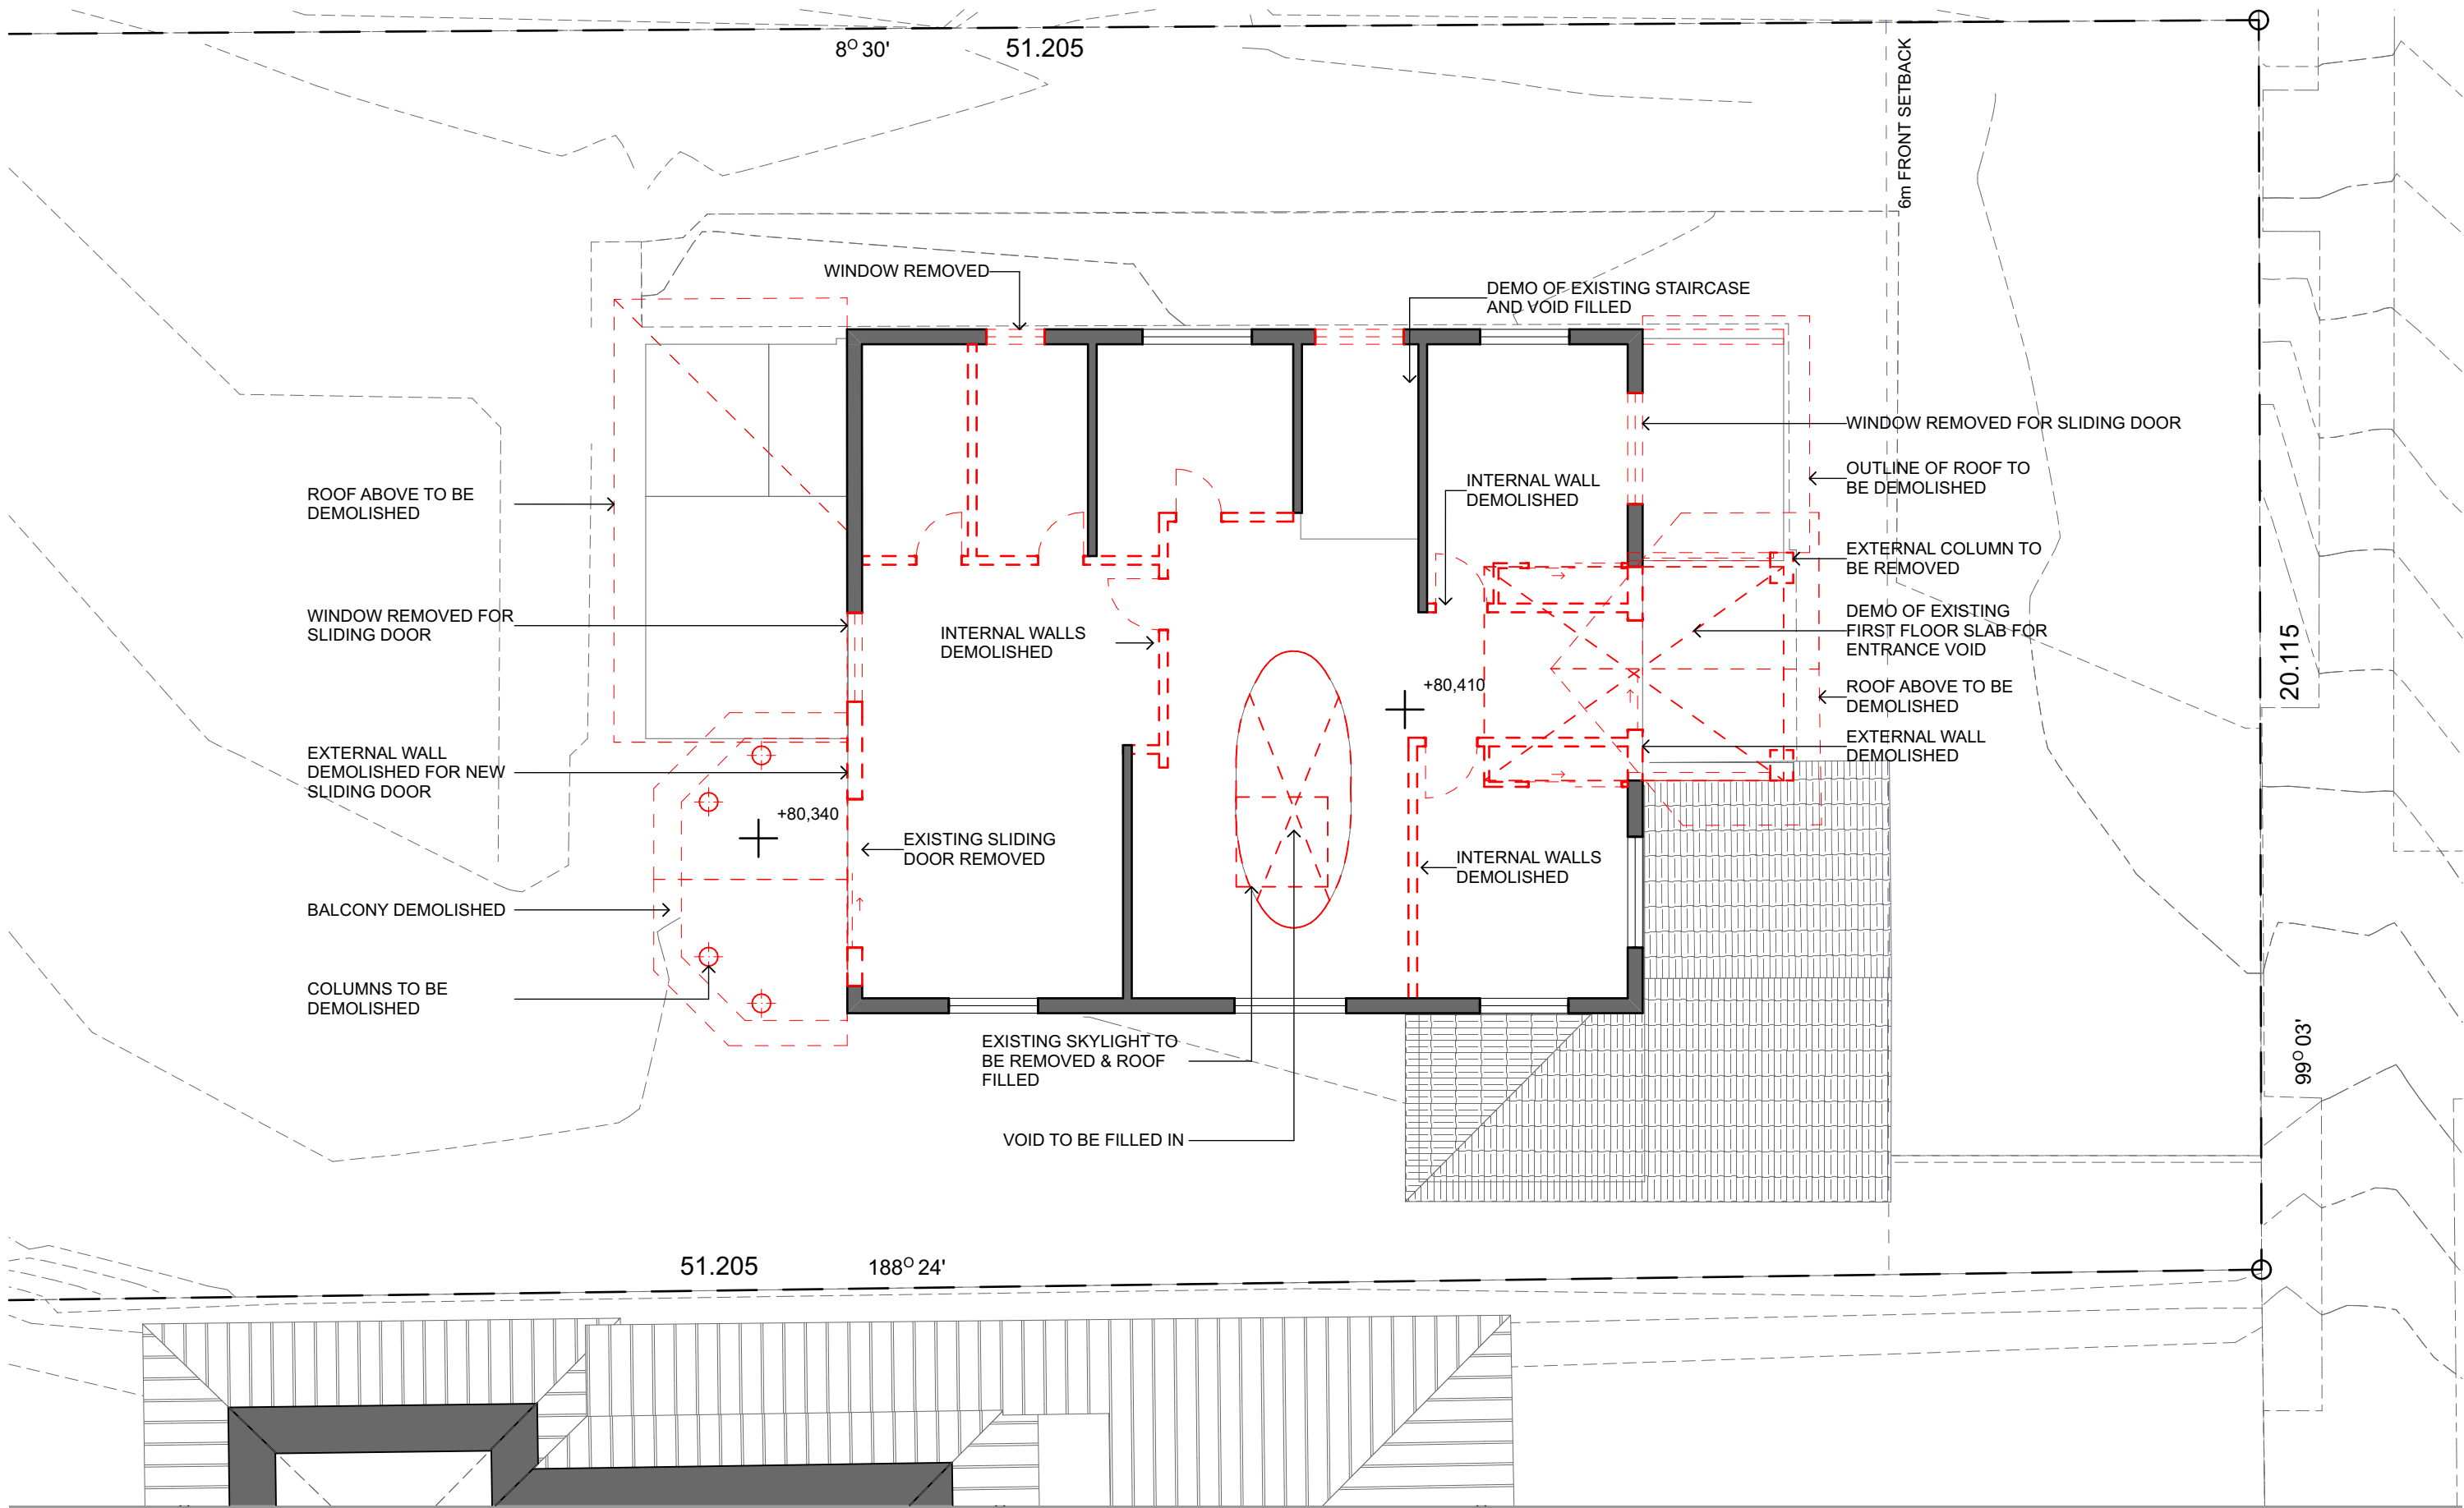 8° 30'
51.205
6m FRONT SETBACK
WINDOW REMOVED
DEMO OF EXISTING STAIRCASE
AND VOID FILLED
WINDOW REMOVED FOR SLIDING DOOR
OUTLINE OF ROOF TO
BE DEMOLISHED
INTERNAL WALL
DEMOLISHED
ROOF ABOVE TO BE
DEMOLISHED
EXTERNAL COLUMN TO
BE REMOVED
WINDOW REMOVED FOR
SLIDING DOOR
INTERNAL WALLS
DEMOLISHED
DEMO OF EXISTING
FIRST FLOOR SLAB FOR
ENTRANCE VOID
20.115
+80,410
ROOF ABOVE TO BE
DEMOLISHED
EXTERNAL WALL
DEMOLISHED
EXTERNAL WALL
DEMOLISHED FOR NEW
SLIDING DOOR
+80,340
EXISTING SLIDING
DOOR REMOVED
INTERNAL WALLS
DEMOLISHED
BALCONY DEMOLISHED
COLUMNS TO BE
DEMOLISHED
EXISTING SKYLIGHT TO
BE REMOVED & ROOF
FILLED
99° 03'
VOID TO BE FILLED IN
51.205
188° 24'